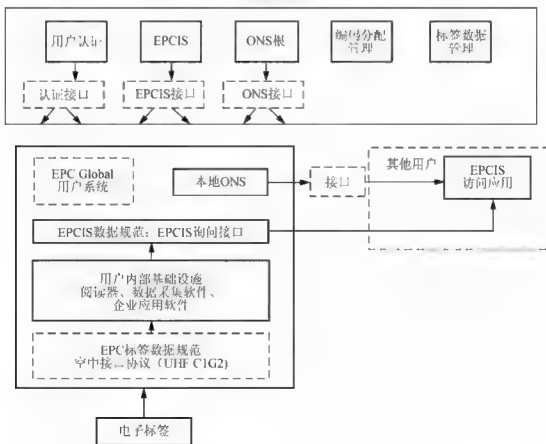 用户认证
EPCIS
ONS根
编码分配
管理
标签数据
管理
认证接口
EPCIS接口
ONS接口
EPC Global
用户系统
本地ONS
接口
其他用户
EPCIS
访问应用
EPCIS数据规范：EPCIS询问接口
用户内部基础设施
阅读器、数据采集软件、
企业应用软件
EPC标签数据规范
空中接口协议（UHF C1G2）
电子标签